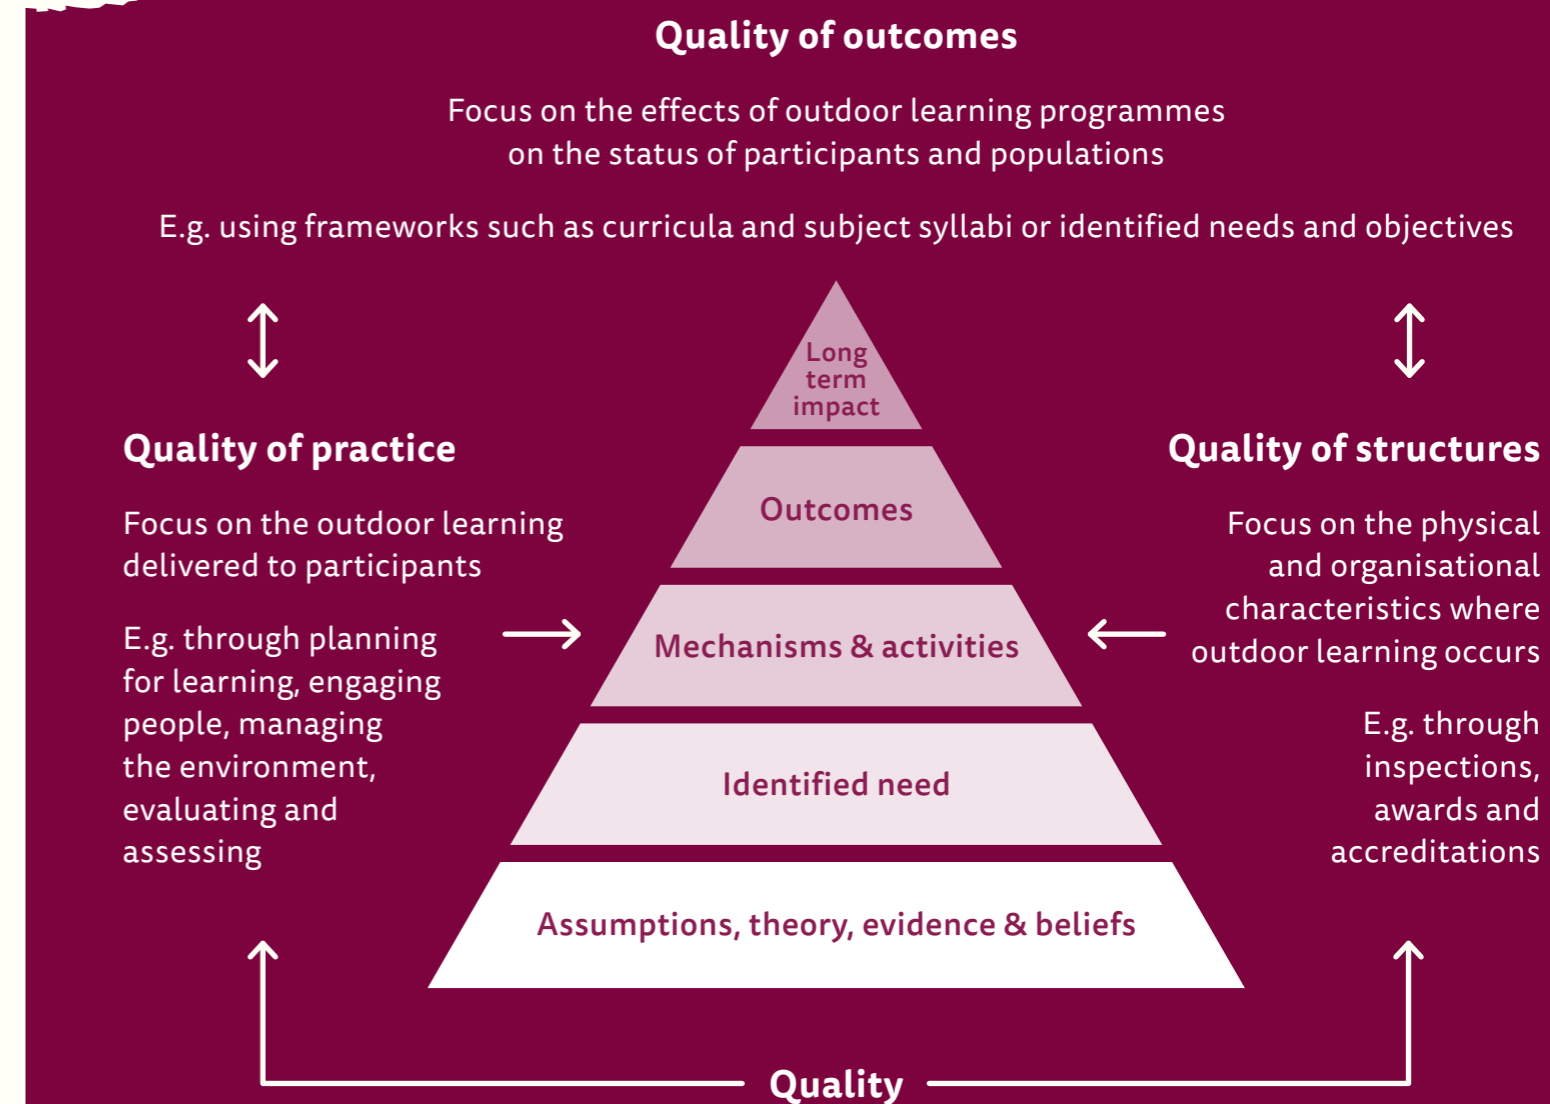 Quality of outcomes
Focus on the effects of outdoor learning programmes
on the status of participants and populations
E.g. using frameworks such as curricula and subject syllabi or identified needs and objectives
Long
term
impact
Outcomes
Mechanisms & activities
Identified need
Assumptions, theory, evidence & beliefs
Quality of practice
Focus on the outdoor learning
delivered to participants
E.g. through planning
for learning, engaging
people, managing
the environment,
evaluating and
assessing
Quality of structures
Focus on the physical
and organisational
characteristics where
outdoor learning occurs
E.g. through
inspections,
awards and
accreditations
Quality